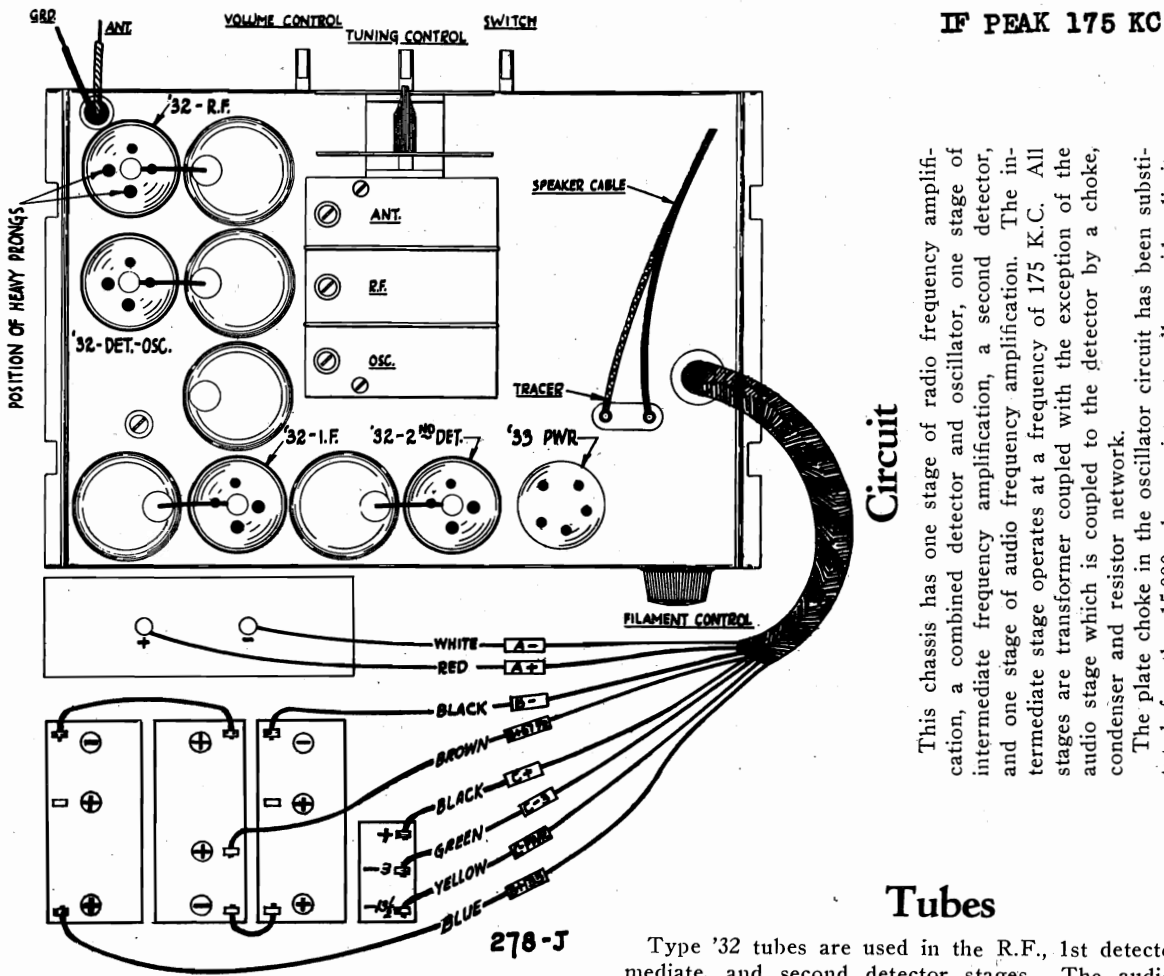 GRD.
ANT.
VOLUME CONTROL
TUNING CONTROL
SWITCH
IF PEAK 175 KC
'32 - R.F.
POSITION OF HEAVY PRONGS
ANT.
SPEAKER CABLE
R.F.
'32-DET.-OSC.
OSC.
TRACER
'32-I.F.
'32-2ND DET.
'33 PWR
FILAMENT CONTROL
+
-
WHITE A-
RED A+
BLACK B-
BROWN
BLACK C+
GREEN C-3
YELLOW
BLUE
+
-3
-13½
278-J
Circuit
This chassis has one stage of radio frequency amplifi-
cation, a combined detector and oscillator, one stage of
intermediate frequency amplification, a second detector,
and one stage of audio frequency amplification. The in-
termediate stage operates at a frequency of 175 K.C. All
stages are transformer coupled with the exception of the
audio stage which is coupled to the detector by a choke,
condenser and resistor network.
The plate choke in the oscillator circuit has been substi-
Tubes
Type '32 tubes are used in the R.F., 1st detecto
mediate, and second detector stages. The audi